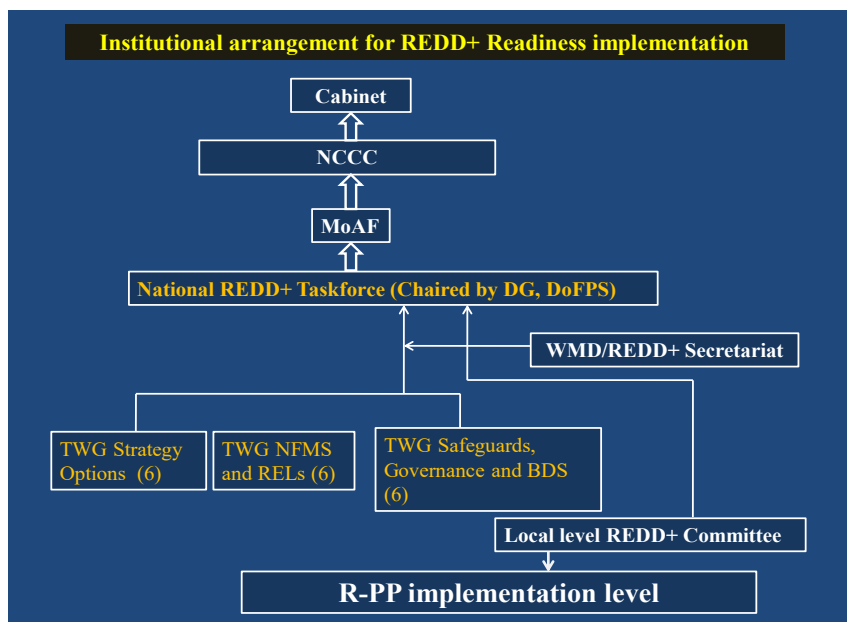 Institutional arrangement for REDD+ Readiness implementation
Cabinet
NCCC
MoAF
National REDD+ Taskforce (Chaired by DG, DoFPS)
WMD/REDD+ Secretariat
TWG Strategy
Options (6)
TWG NFMS
and RELs (6)
TWG Safeguards,
Governance and BDS
(6)
Local level REDD+ Committee
R-PP implementation level